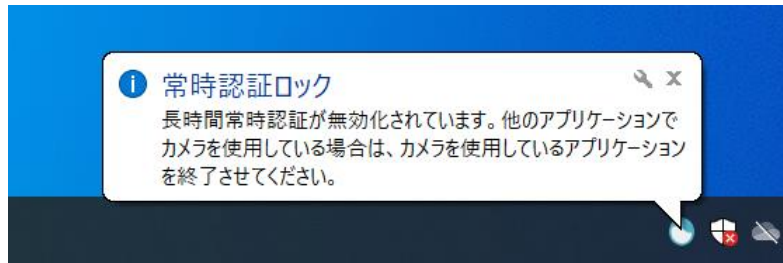 常時認証ロック
長時間常時認証が無効化されています。他のアプリケーションで
カメラを使用している場合は、カメラを使用しているアプリケーション
を終了させてください。